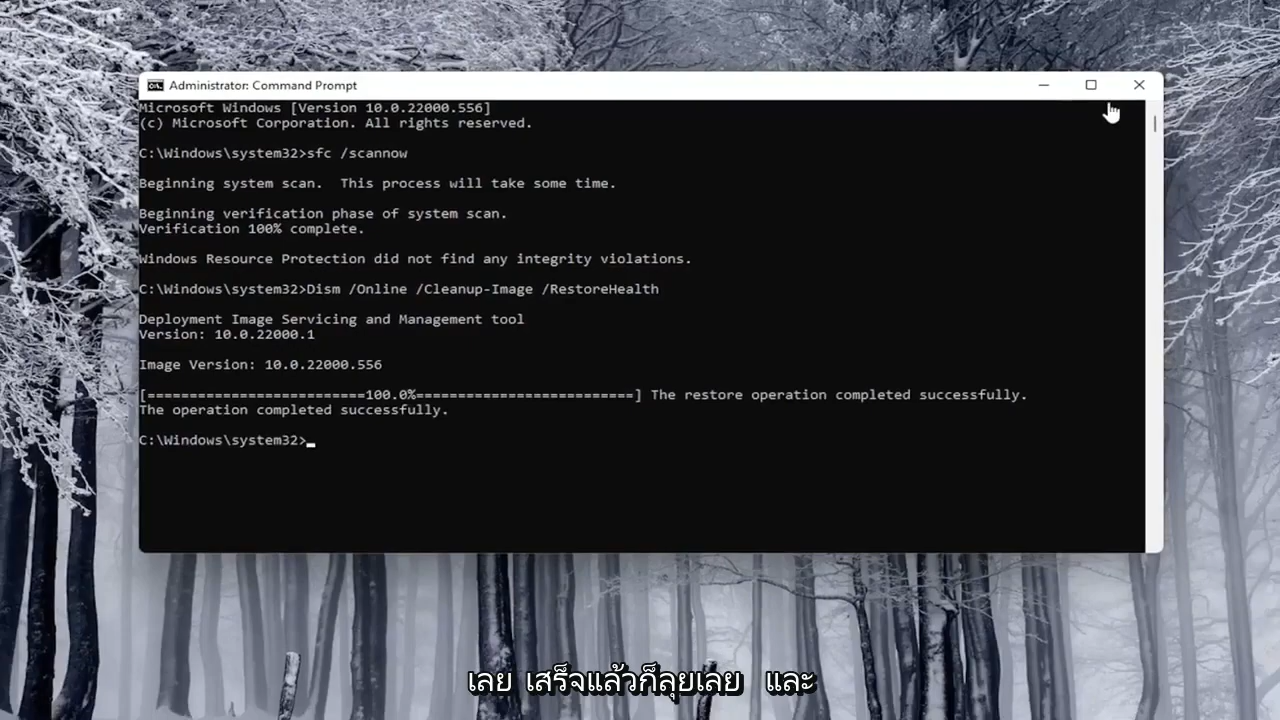 Administrator: Command Prompt
Microsoft Windows [Version 10.0.22000.556]
(c) Microsoft Corporation. All rights reserved.
C:\Windows\system32>sfc /scannow
Beginning system scan.  This process will take some time.
Beginning verification phase of system scan.
Verification 100% complete.
Windows Resource Protection did not find any integrity violations.
C:\Windows\system32>Dism /Online /Cleanup-Image /RestoreHealth
Deployment Image Servicing and Management tool
Version: 10.0.22000.1
Image Version: 10.0.22000.556
[==========================100.0%==========================] The restore operation completed successfully.
The operation completed successfully.
C:\Windows\system32>
เลย เสร็จแล้วก็ลุยเลย และ